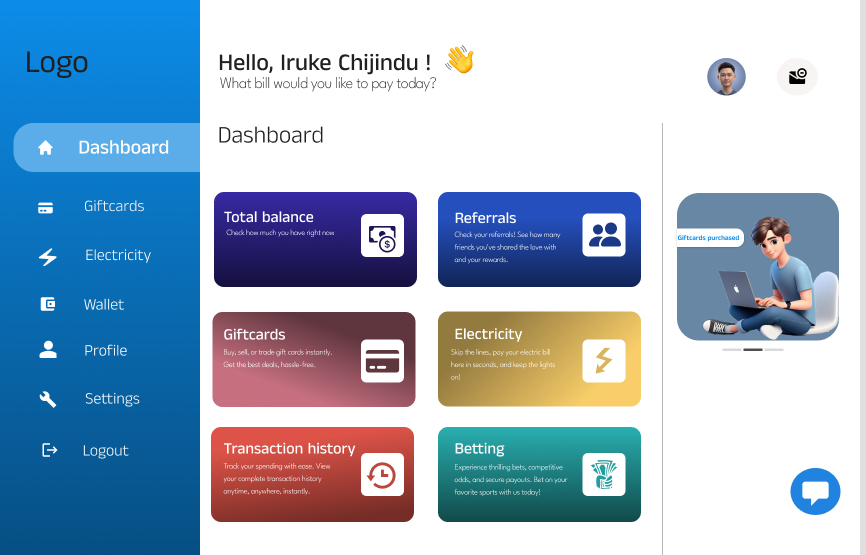 Logo
Hello, Iruke Chijindu ! 👋
What bill would you like to pay today?
Dashboard
Giftcards
Electricity
Wallet
Profile
Settings
Logout
Dashboard
Total balance
Check how much you have right now
Referrals
Check your referrals! See how many
friends you've shared the love with
and your rewards.
Giftcards
Buy, sell, or trade gift cards instantly.
Get the best deals, hassle-free.
Electricity
Skip the lines, pay your electric bill
here in seconds, and keep the lights
on!
Transaction history
Track your spending with ease. View
your complete transaction history
anytime, anywhere, instantly.
Betting
Experience thrilling bets, competitive
odds, and secure payouts. Bet on your
favorite sports with us today!
Giftcards purchased